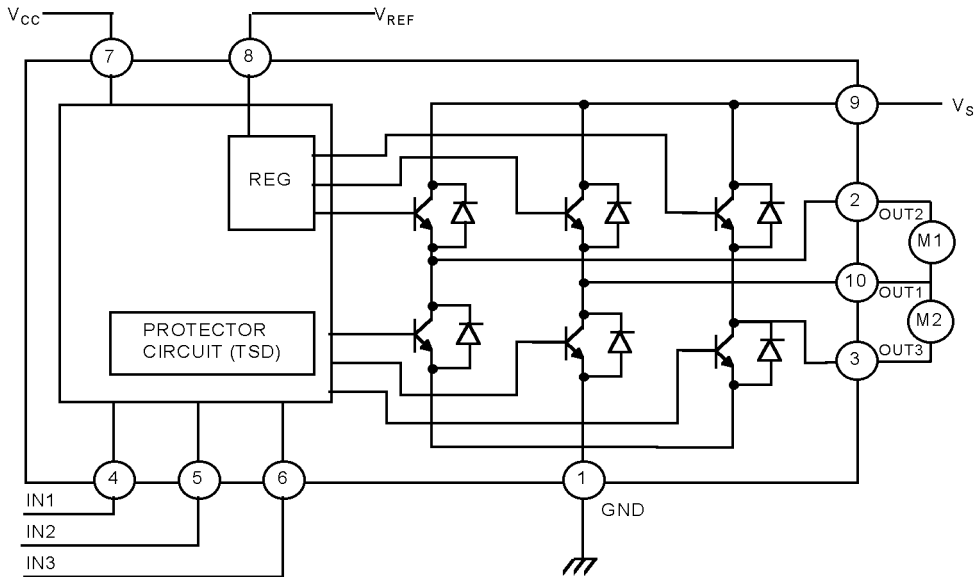 VCC
VREF
7
8
9
VS
REG
2
OUT2
M1
10
OUT1
M2
PROTECTOR
CIRCUIT (TSD)
OUT3
3
4
5
6
1
IN1
GND
IN2
IN3